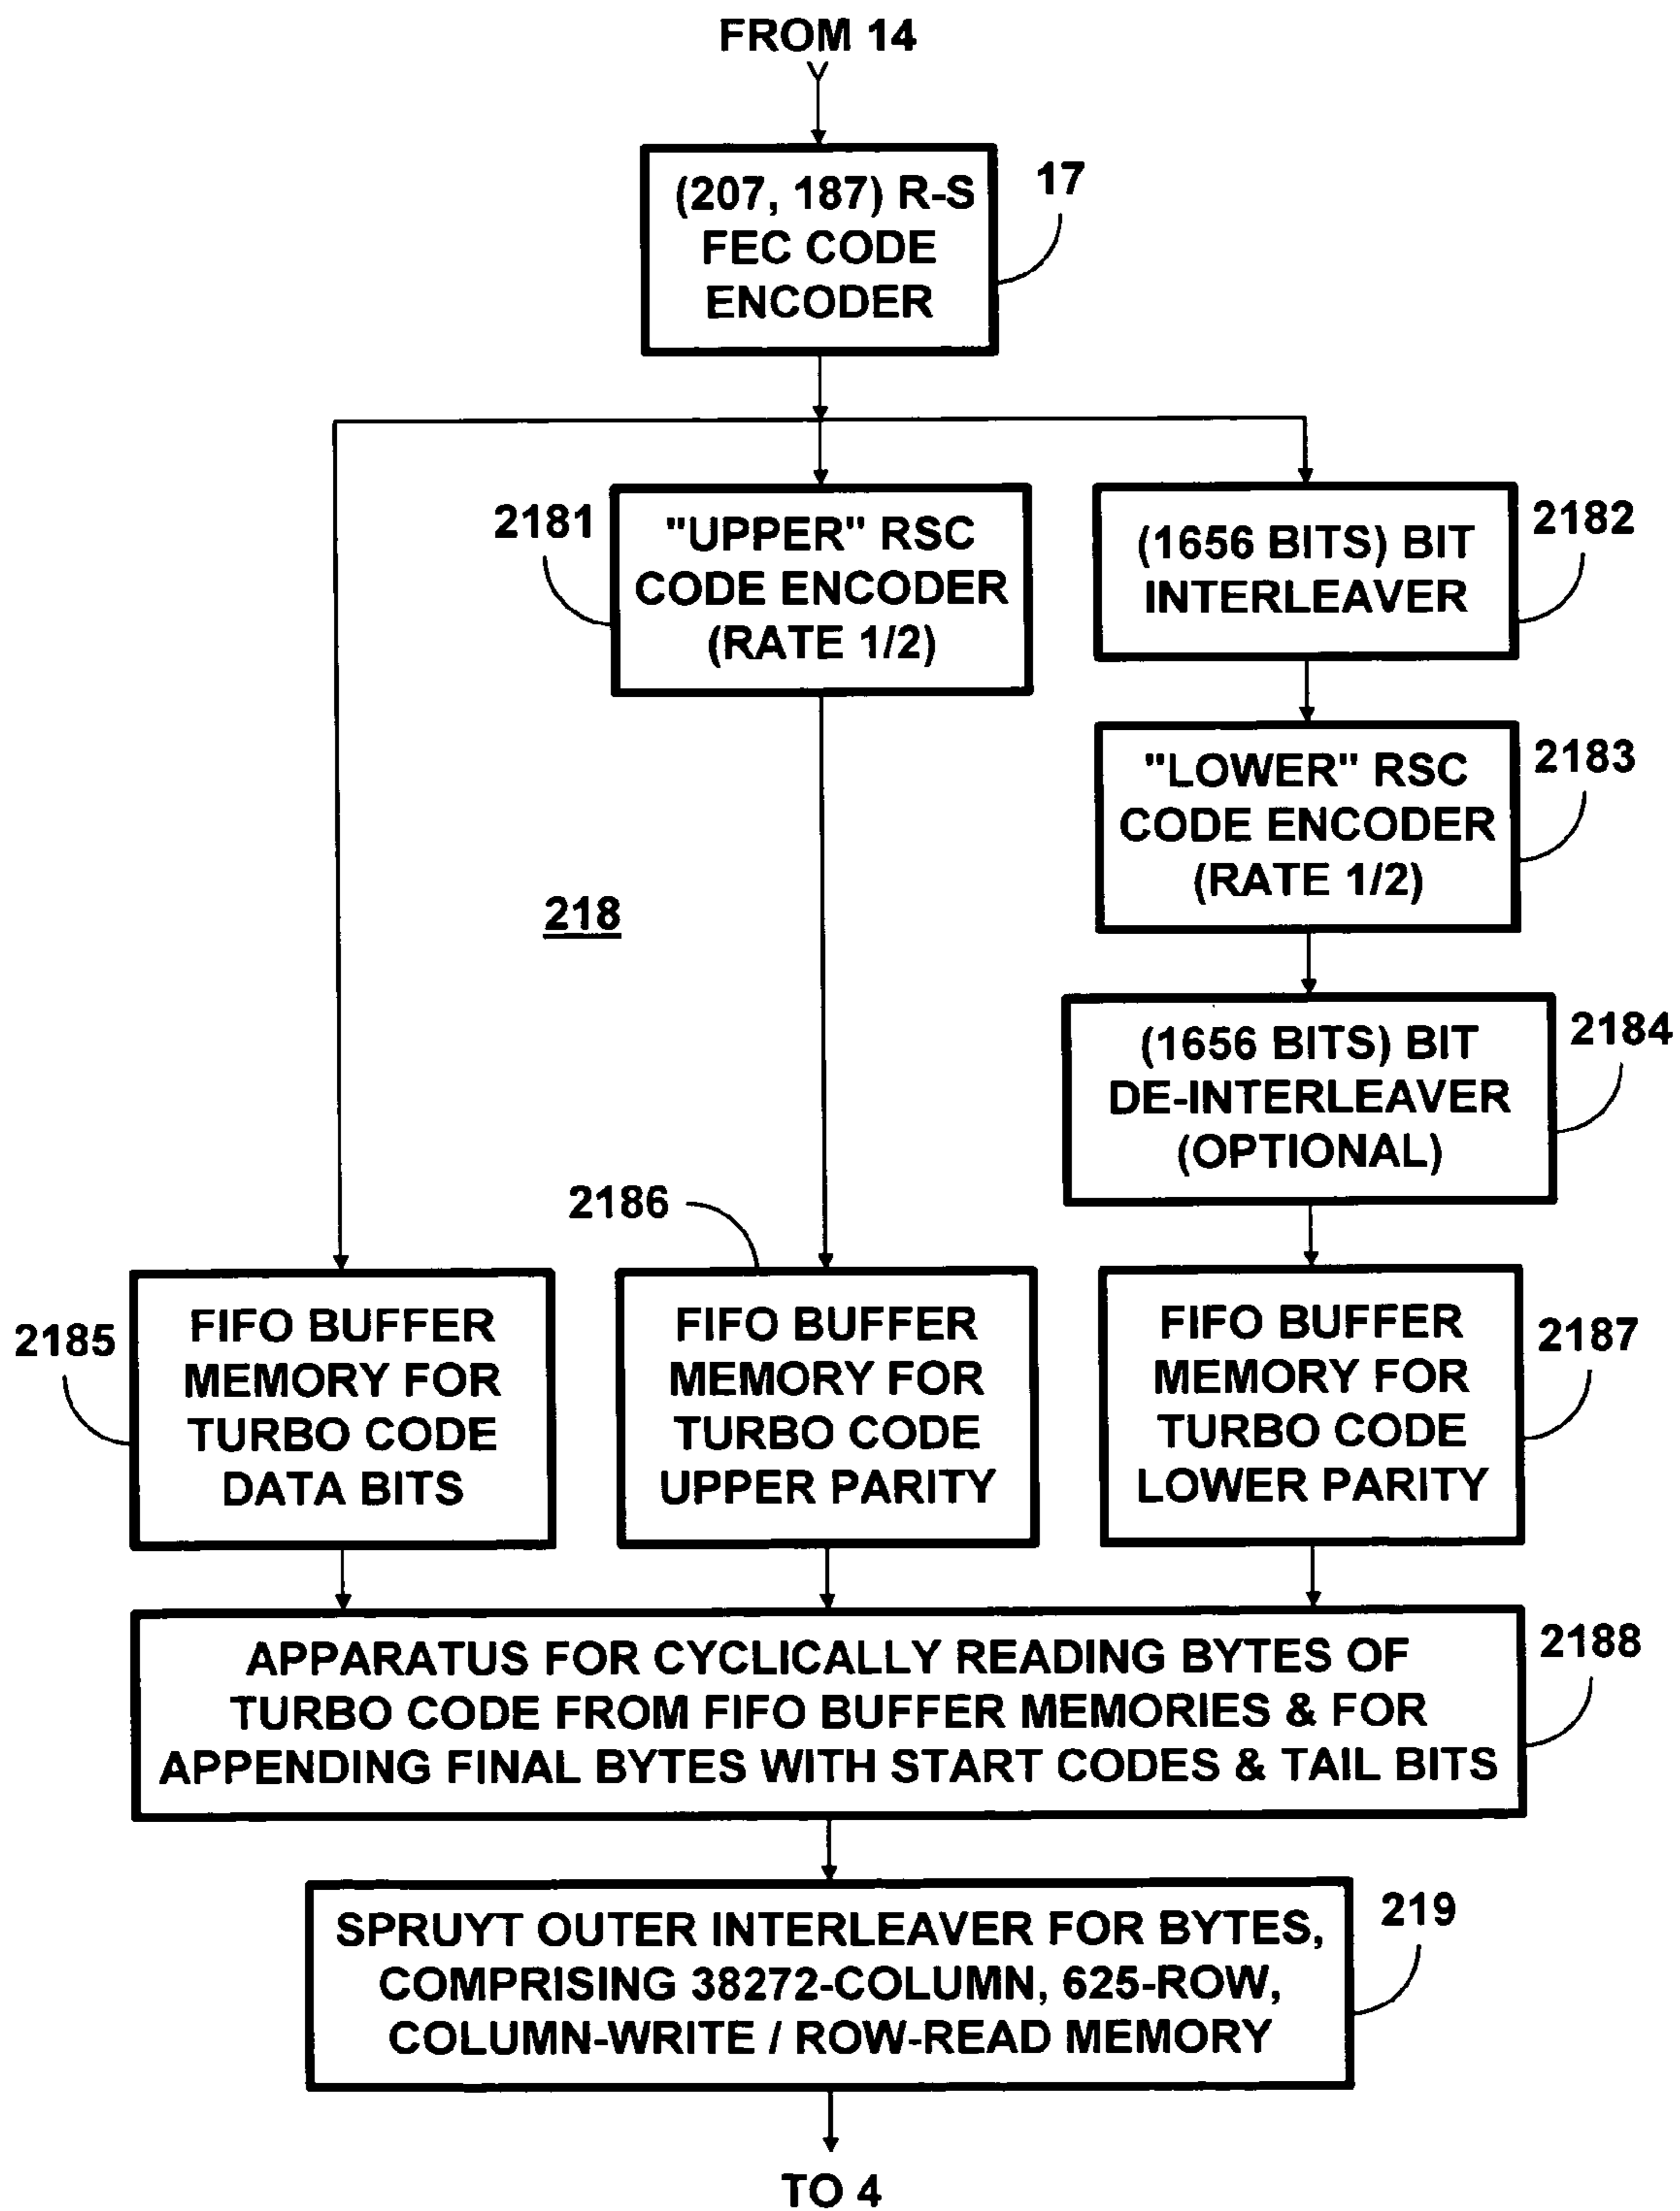 FROM 14
(207, 187) R-S
FEC CODE
ENCODER
17
2181
"UPPER" RSC
CODE ENCODER
(RATE 1/2)
(1656 BITS) BIT
INTERLEAVER
2182
"LOWER" RSC
CODE ENCODER
(RATE 1/2)
2183
218
(1656 BITS) BIT
DE-INTERLEAVER
(OPTIONAL)
2184
2185
FIFO BUFFER
MEMORY FOR
TURBO CODE
DATA BITS
2186
FIFO BUFFER
MEMORY FOR
TURBO CODE
UPPER PARITY
FIFO BUFFER
MEMORY FOR
TURBO CODE
LOWER PARITY
2187
APPARATUS FOR CYCLICALLY READING BYTES OF
TURBO CODE FROM FIFO BUFFER MEMORIES & FOR
APPENDING FINAL BYTES WITH START CODES & TAIL BITS
2188
SPRUYT OUTER INTERLEAVER FOR BYTES,
COMPRISING 38272-COLUMN, 625-ROW,
COLUMN-WRITE / ROW-READ MEMORY
219
TO 4